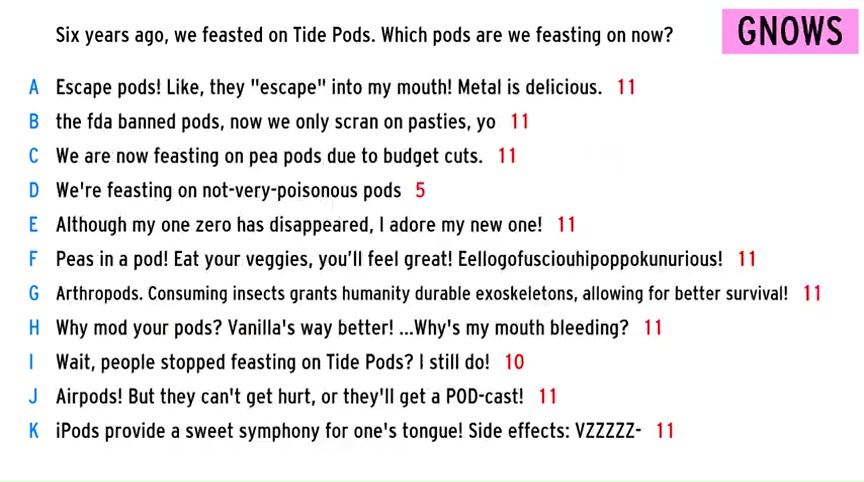 Six years ago, we feasted on Tide Pods. Which pods are we feasting on now?
GNOWS
A Escape pods! Like, they "escape" into my mouth! Metal is delicious. 11
B the fda banned pods, now we only scran on pasties, yo 11
C We are now feasting on pea pods due to budget cuts. 11
D We're feasting on not-very-poisonous pods 5
E Although my one zero has disappeared, I adore my new one! 11
F Peas in a pod! Eat your veggies, you'll feel great! Eellogofusciouhipoppokunurious! 11
G Arthropods. Consuming insects grants humanity durable exoskeletons, allowing for better survival! 11
H Why mod your pods? Vanilla's way better! ...Why's my mouth bleeding? 11
I Wait, people stopped feasting on Tide Pods? I still do! 10
J Airpods! But they can't get hurt, or they'll get a POD-cast! 11
K iPods provide a sweet symphony for one's tongue! Side effects: VZZZZZ- 11